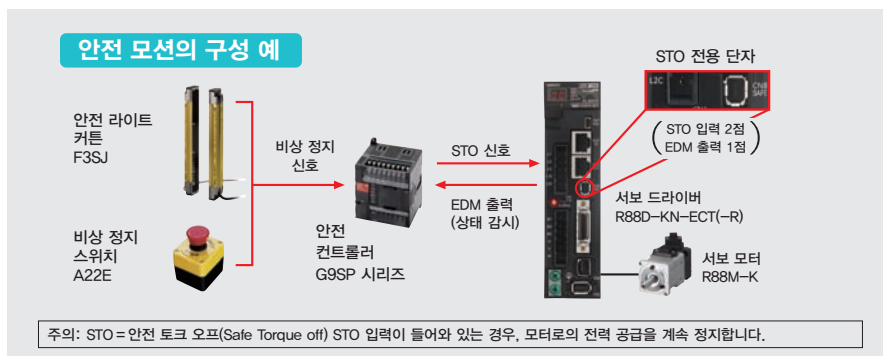 안전 모션의 구성 예
STO 전용 단자
L2C
CN8
SAFE
안전 라이트
커튼
F3SJ
비상 정지
신호
STO 신호
STO 입력 2점
EDM 출력 1점
EDM 출력
(상태 감시)
서보 드라이버
R88D-KN-ECT(-R)
비상 정지
스위치
A22E
안전
컨트롤러
G9SP 시리즈
서보 모터
R88M-K
주의: STO=안전 토크 오프(Safe Torque off) STO 입력이 들어와 있는 경우, 모터로의 전력 공급을 계속 정지합니다.